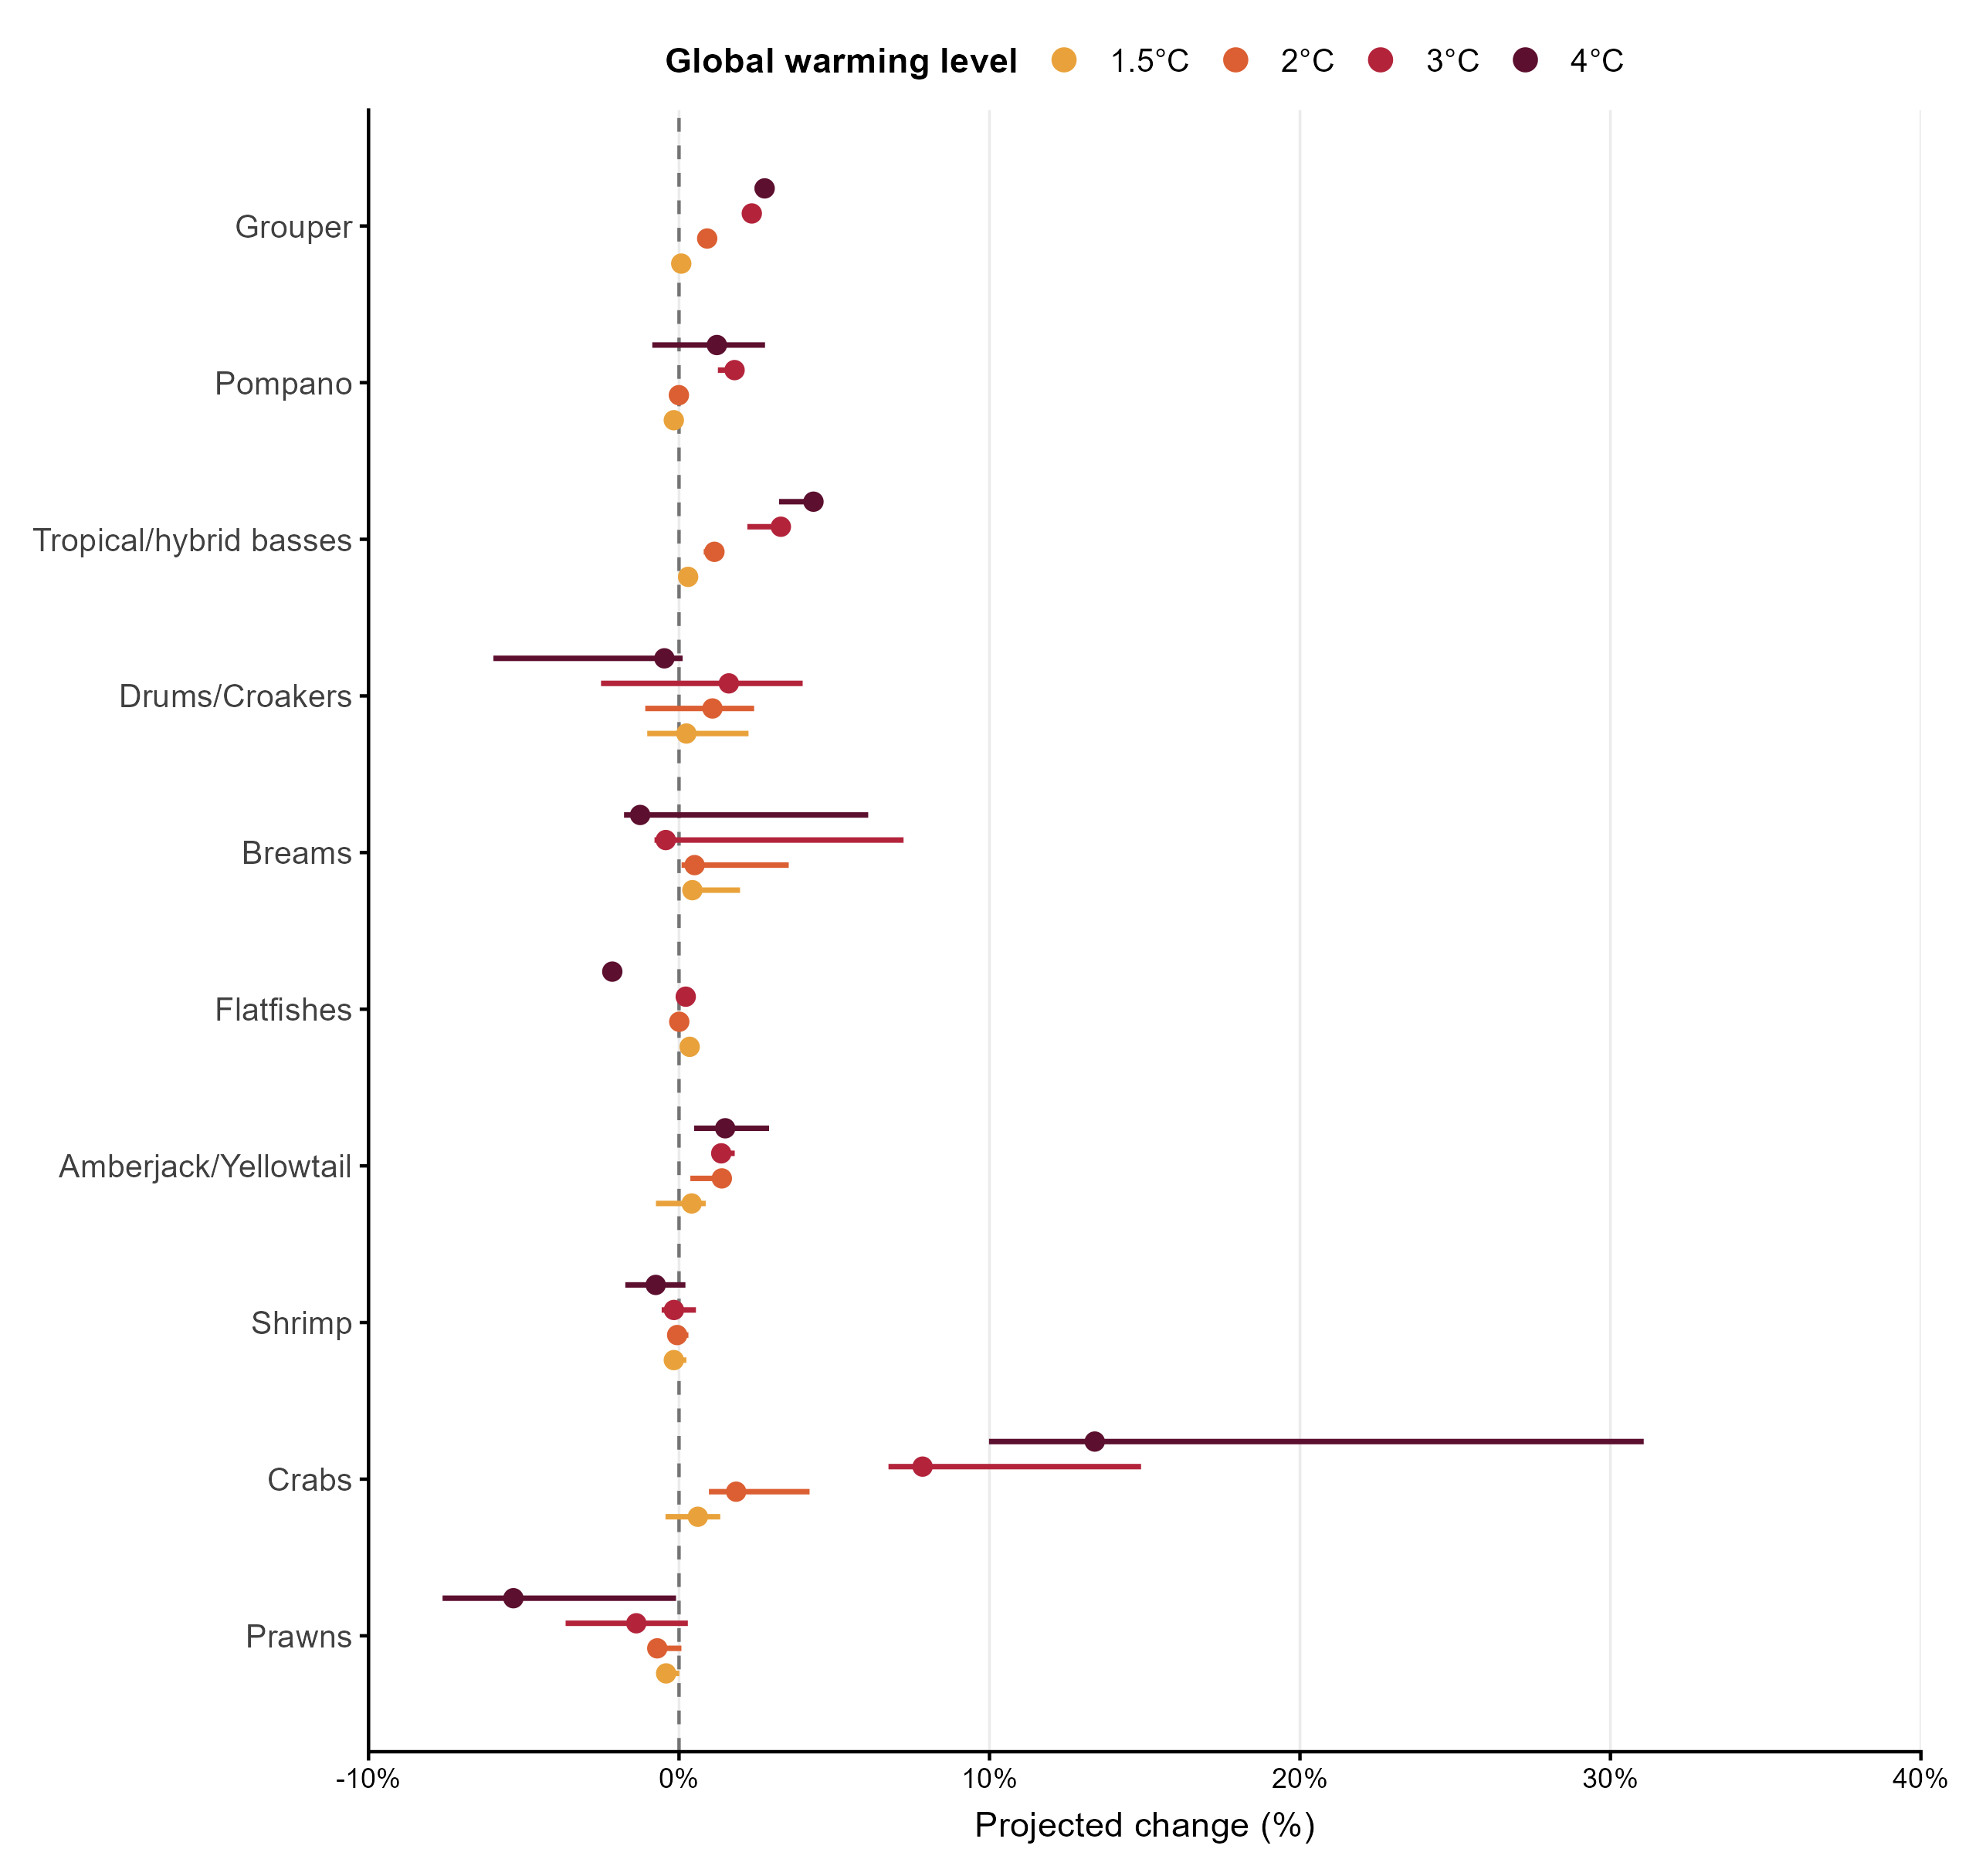 Global warming level 1.5°C 2°C 3°C 4°C
Grouper
Pompano
Tropical/hybrid basses
Drums/Croakers
Breams
Flatfishes
Amberjack/Yellowtail
Shrimp
Crabs
Prawns
-10% 0% 10% 20% 30% 40%
Projected change (%)